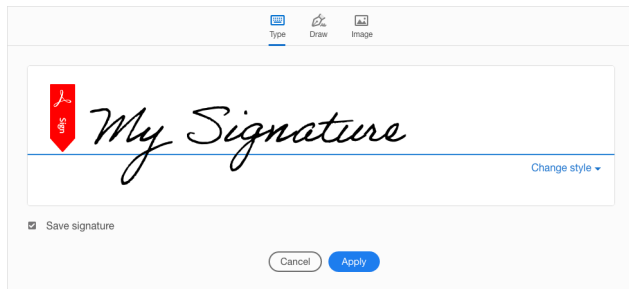 Type Draw Image
Sign
My Signature
Change style
Save signature
Cancel Apply